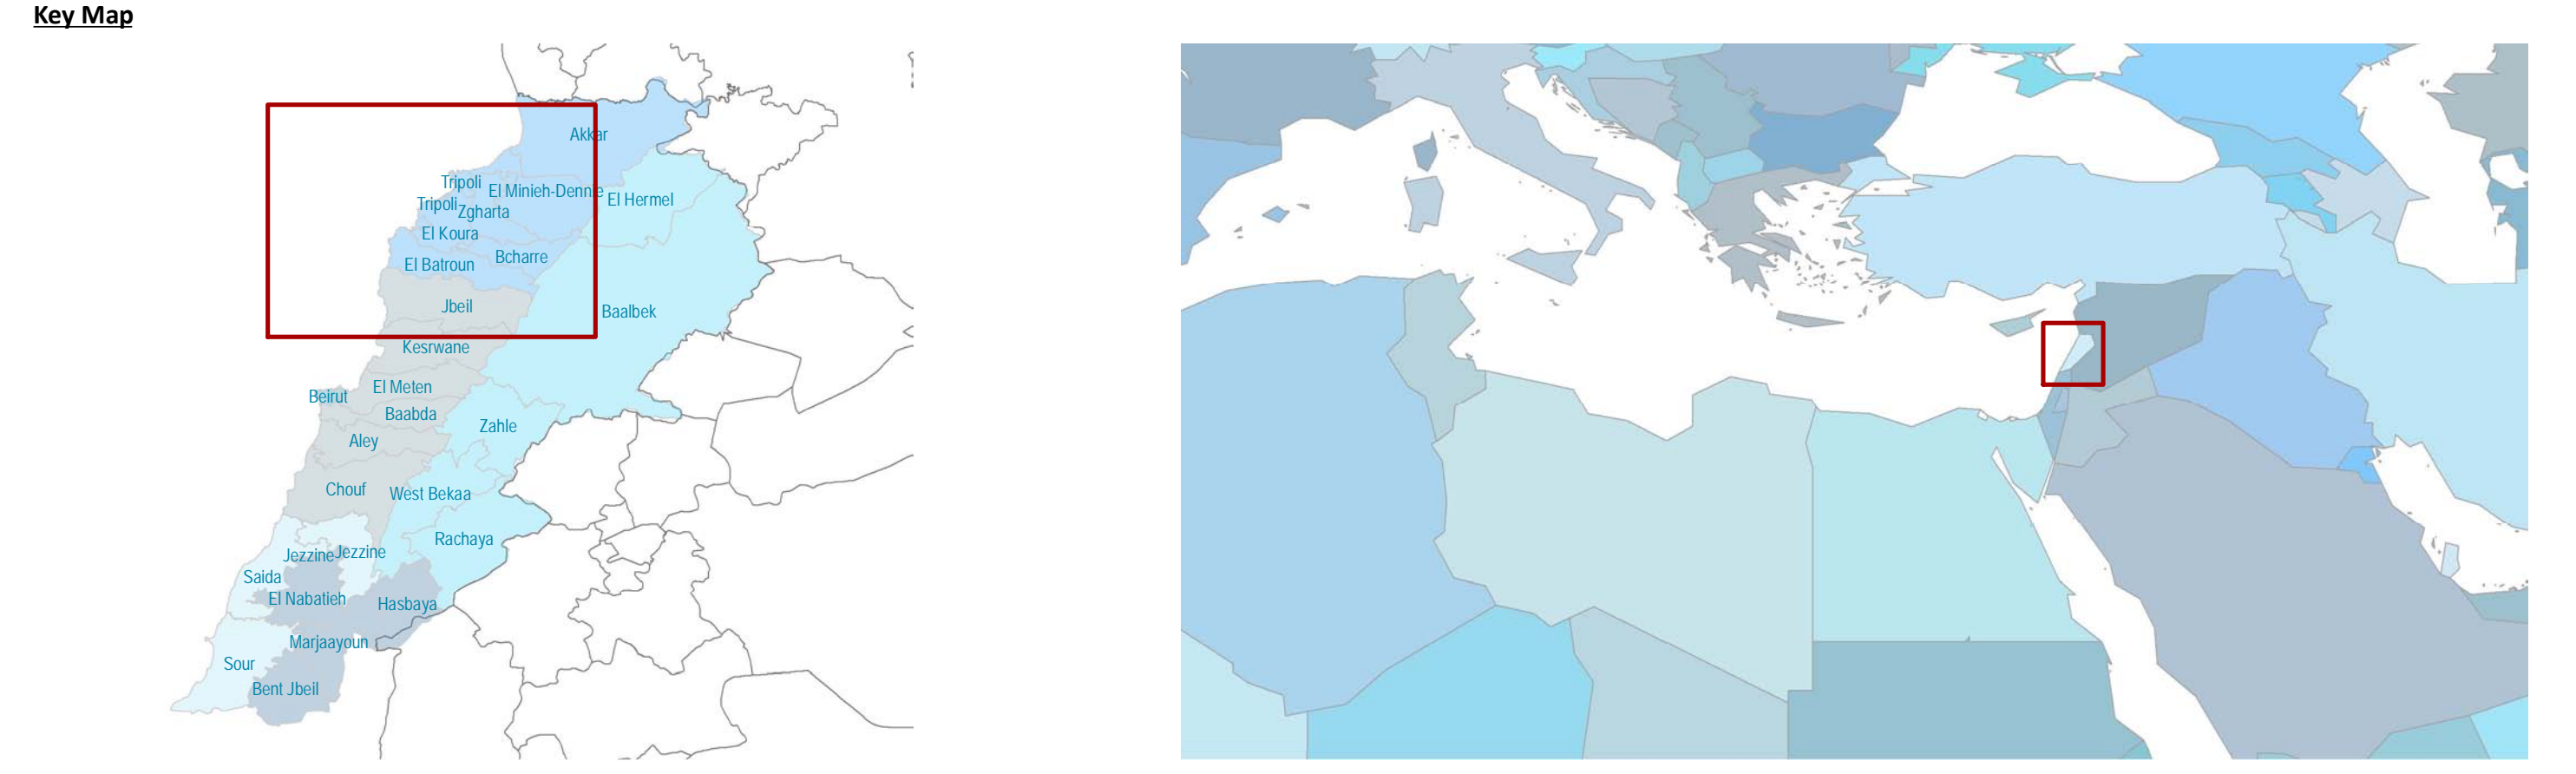 Key Map
Akkar
Tripoli
El Minieh-Dennie
El Hermel
Tripoli
Zgharta
El Koura
Bcharre
El Batroun
Jbeil
Baalbek
Kesrwane
El Meten
Beirut
Baabda
Zahle
Aley
Chouf
West Bekaa
Rachaya
Jezzine
Jezzine
Saida
El Nabatieh
Hasbaya
Marjaayoun
Sour
Bent Jbeil